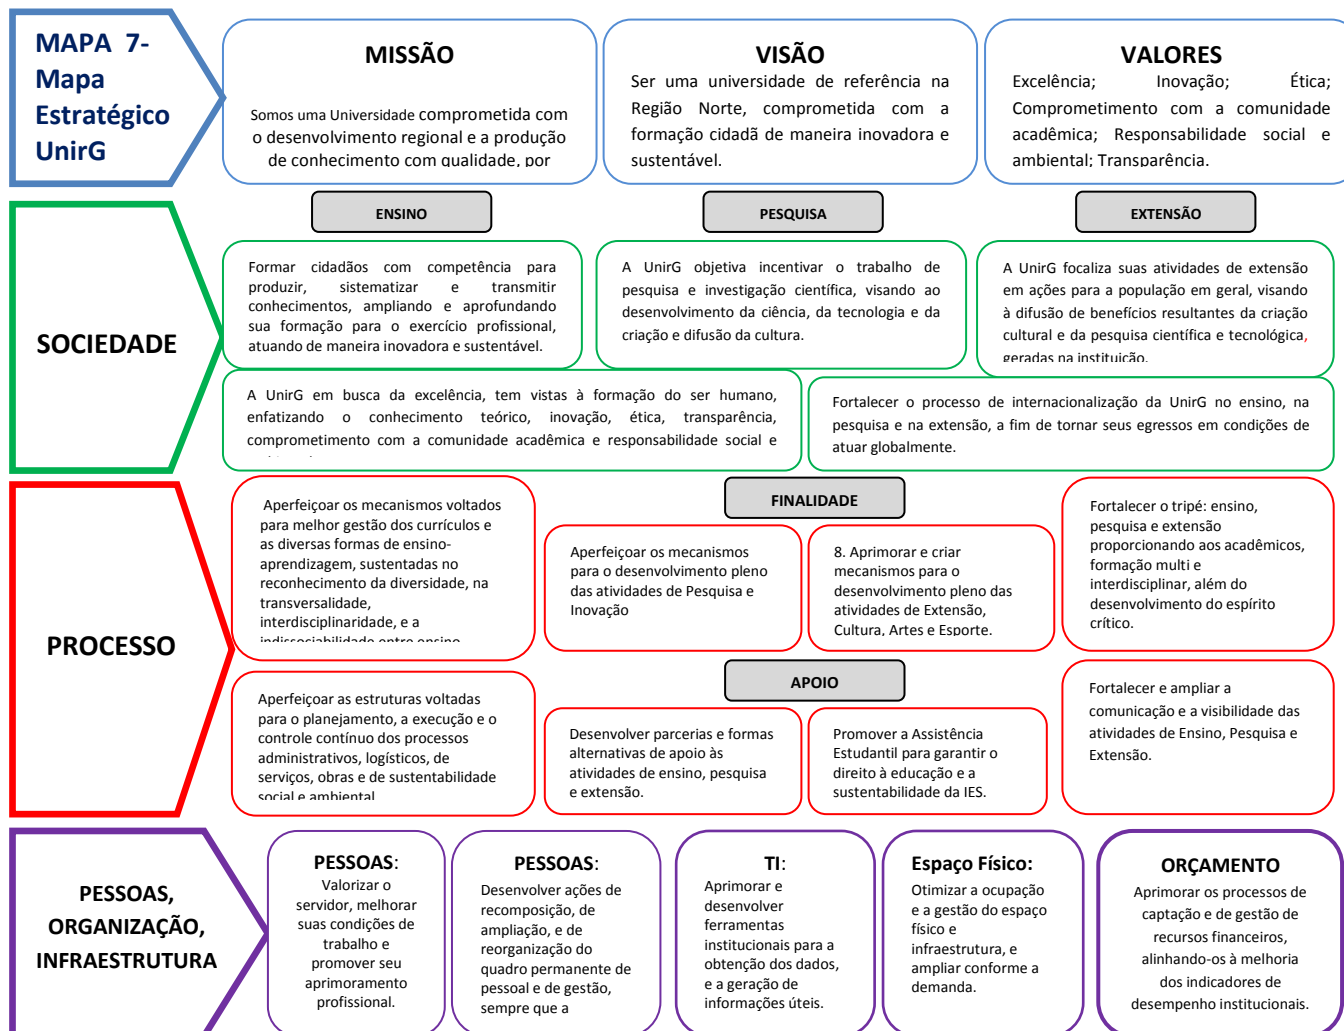 MAPA 7-
Mapa
Estratégico
UnirG
MISSÃO
Somos uma Universidade comprometida com
o desenvolvimento regional e a produção
de conhecimento com qualidade, por
VISÃO
Ser uma universidade de referência na
Região Norte, comprometida com a
formação cidadã de maneira inovadora e
sustentável.
VALORES
Excelência; Inovação; Ética;
Comprometimento com a comunidade
acadêmica; Responsabilidade social e
ambiental; Transparência.
SOCIEDADE
ENSINO
PESQUISA
EXTENSÃO
Formar cidadãos com competência para
produzir, sistematizar e transmitir
conhecimentos, ampliando e aprofundando
sua formação para o exercício profissional,
atuando de maneira inovadora e sustentável.
A UnirG objetiva incentivar o trabalho de
pesquisa e investigação científica, visando ao
desenvolvimento da ciência, da tecnologia e da
criação e difusão da cultura.
A UnirG focaliza suas atividades de extensão
em ações para a população em geral, visando
à difusão de benefícios resultantes da criação
cultural e da pesquisa científica e tecnológica,
geradas na instituição.
A UnirG em busca da excelência, tem vistas à formação do ser humano,
enfatizando o conhecimento teórico, inovação, ética, transparência,
comprometimento com a comunidade acadêmica e responsabilidade social e
Fortalecer o processo de internacionalização da UnirG no ensino, na
pesquisa e na extensão, a fim de tornar seus egressos em condições de
atuar globalmente.
PROCESSO
FINALIDADE
Aperfeiçoar os mecanismos voltados
para melhor gestão dos currículos e
as diversas formas de ensino-
aprendizagem, sustentadas no
reconhecimento da diversidade, na
transversalidade,
interdisciplinaridade, e a
indissociabilidade entre ensino
Aperfeiçoar os mecanismos
para o desenvolvimento pleno
das atividades de Pesquisa e
Inovação
8. Aprimorar e criar
mecanismos para o
desenvolvimento pleno das
atividades de Extensão,
Cultura, Artes e Esporte.
Fortalecer o tripé: ensino,
pesquisa e extensão
proporcionando aos acadêmicos,
formação multi e
interdisciplinar, além do
desenvolvimento do espírito
crítico.
APOIO
Aperfeiçoar as estruturas voltadas
para o planejamento, a execução e o
controle contínuo dos processos
administrativos, logísticos, de
serviços, obras e de sustentabilidade
social e ambiental
Desenvolver parcerias e formas
alternativas de apoio às
atividades de ensino, pesquisa
e extensão.
Promover a Assistência
Estudantil para garantir o
direito à educação e a
sustentabilidade da IES.
Fortalecer e ampliar a
comunicação e a visibilidade das
atividades de Ensino, Pesquisa e
Extensão.
PESSOAS,
ORGANIZAÇÃO,
INFRAESTRUTURA
PESSOAS:
Valorizar o
servidor, melhorar
suas condições de
trabalho e
promover seu
aprimoramento
profissional.
PESSOAS:
Desenvolver ações de
recomposição, de
ampliação, e de
reorganização do
quadro permanente de
pessoal e de gestão,
sempre que a
TI:
Aprimorar e
desenvolver
ferramentas
institucionais para a
obtenção dos dados,
e a geração de
informações úteis.
Espaço Físico:
Otimizar a ocupação
e a gestão do espaço
físico e
infraestrutura, e
ampliar conforme a
demanda.
ORÇAMENTO
Aprimorar os processos de
captação e de gestão de
recursos financeiros,
alinhando-os à melhoria
dos indicadores de
desempenho institucionais.